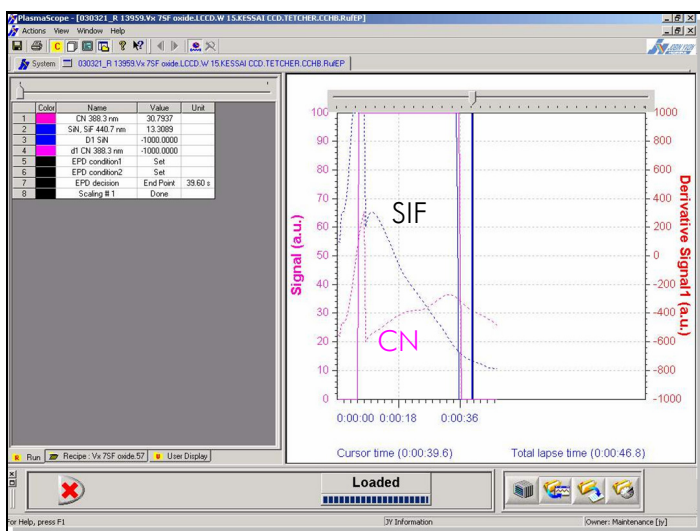 PlasmaScope - [030321_R 13959.Vx 7SF oxide.LCCD.W 15.KESSAI CCD.TETCHER.CCHB.RufEP]
Actions View Window Help
System 030321_R 13959.Vx 7SF oxide.LCCD.W 15.KESSAI CCD.TETCHER.CCHB.RufEP
Color Name Value Unit
1 CN 388.3 nm 30.7937
2 SiN, SiF 440.7 nm 13.3089
3 D1 SiN -1000.0000
4 d1 CN 388.3 nm -1000.0000
5 EPD condition1 Set
6 EPD condition2 Set
7 EPD decision End Point 39.60 s
8 Scaling # 1 Done
Signal (a.u.)
100
90
80
70
60
50
40
30
20
10
0
SIF
CN
1000
800
600
400
200
0
-200
-400
-600
-800
-1000
Derivative Signal1 (a.u.)
0:00:00 0:00:18 0:00:36
Cursor time (0:00:39.6) Total lapse time (0:00:46.8)
Run Recipe : Vx 7SF oxide.57 User Display
Loaded
For Help, press F1 JY Information Owner: Maintenance [jy]